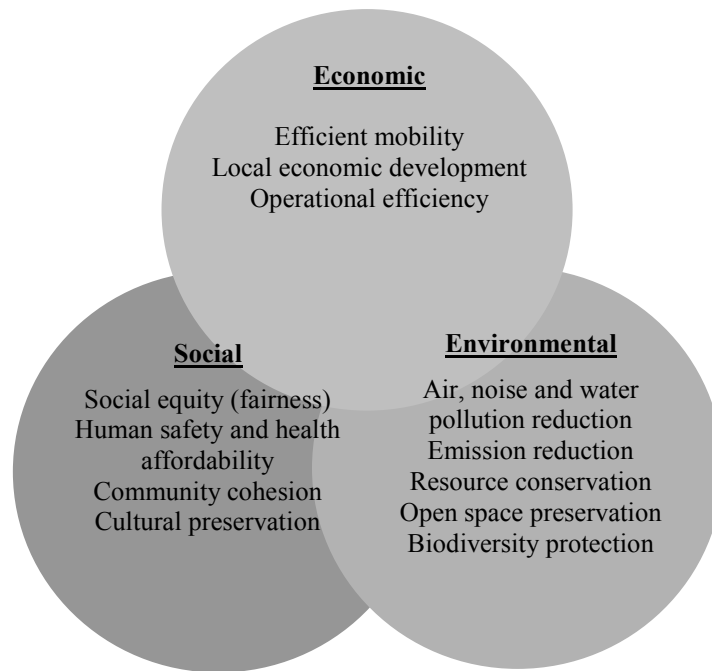 Economic
Efficient mobility
Local economic development
Operational efficiency
Social
Social equity (fairness)
Human safety and health
affordability
Community cohesion
Cultural preservation
Environmental
Air, noise and water
pollution reduction
Emission reduction
Resource conservation
Open space preservation
Biodiversity protection